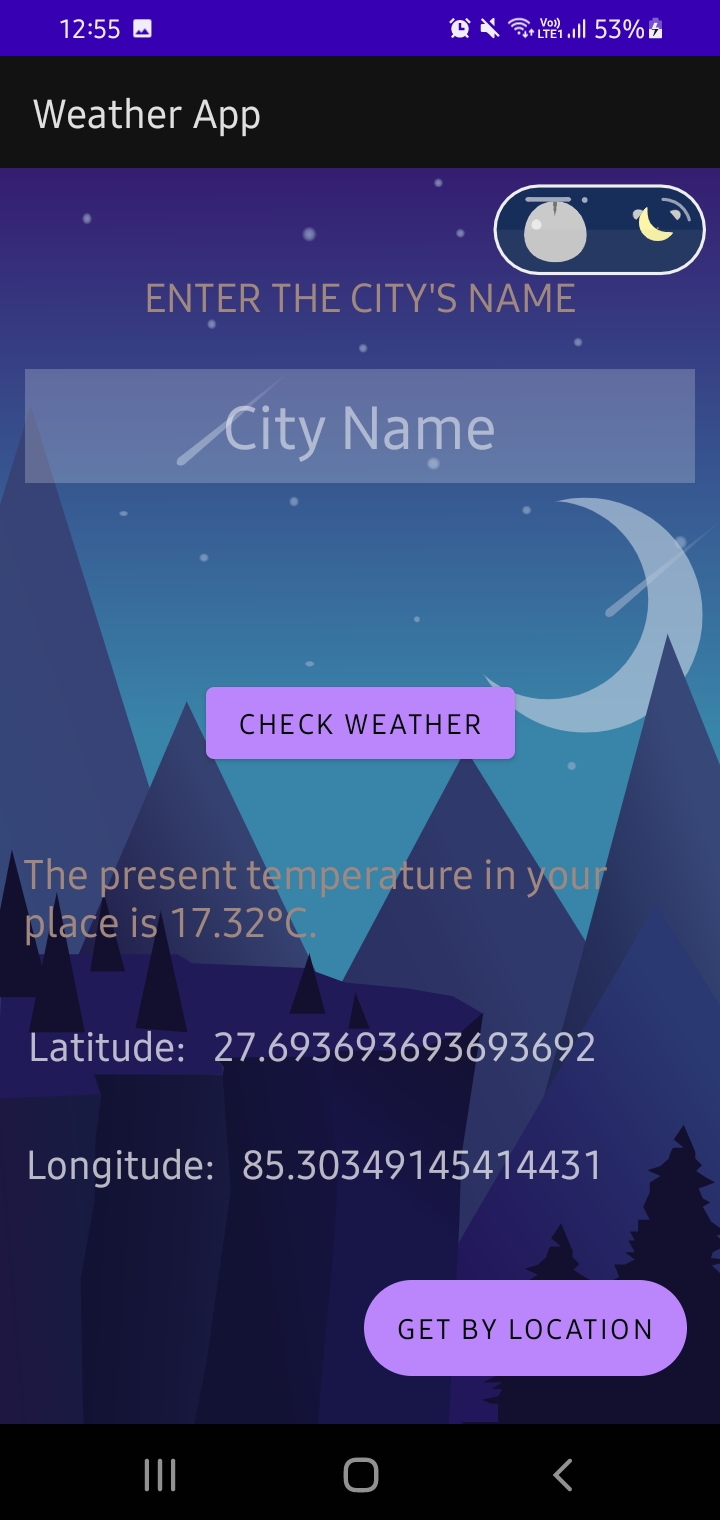 12:55 Vo)) LTE1 53%
Weather App
ENTER THE CITY'S NAME
City Name
CHECK WEATHER
The present temperature in your
place is 17.32°C.
Latitude: 27.693693693693692
Longitude: 85.30349145414431
GET BY LOCATION